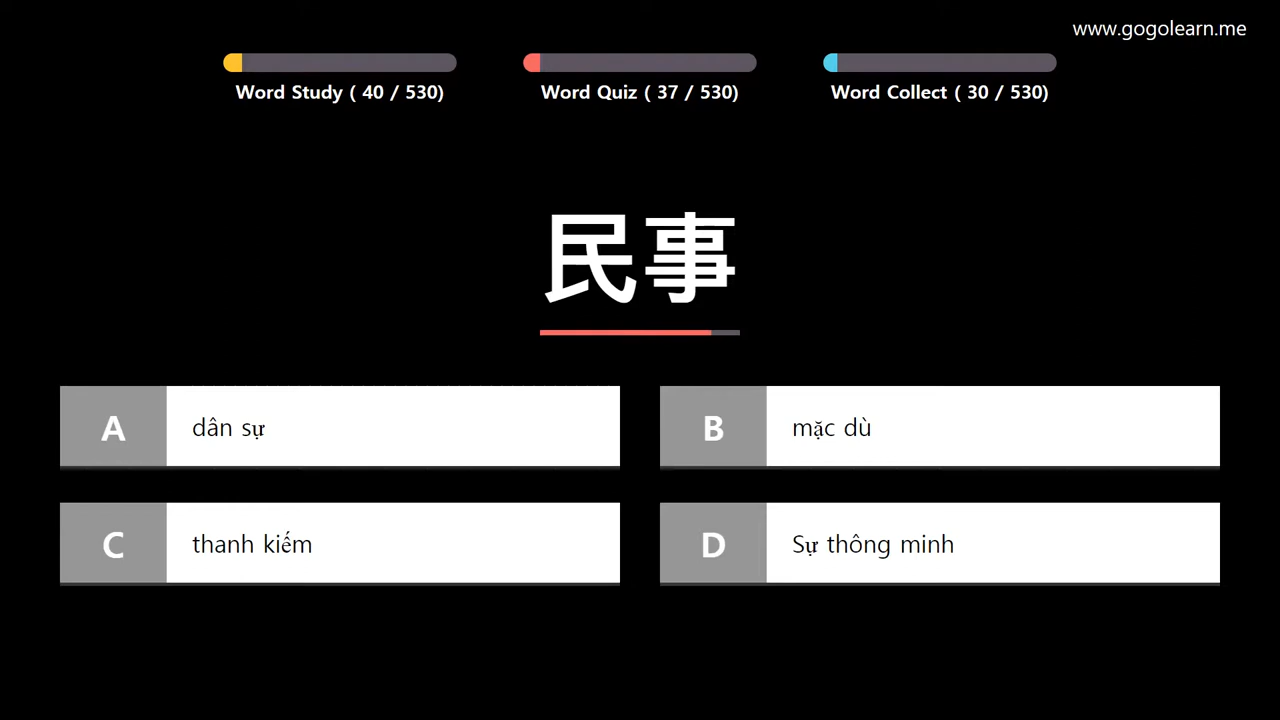 www.gogolearn.me
Word Study ( 40 / 530)
Word Quiz ( 37 / 530)
Word Collect ( 30 / 530)
民事
A dân sự
B mặc dù
C thanh kiếm
D Sự thông minh